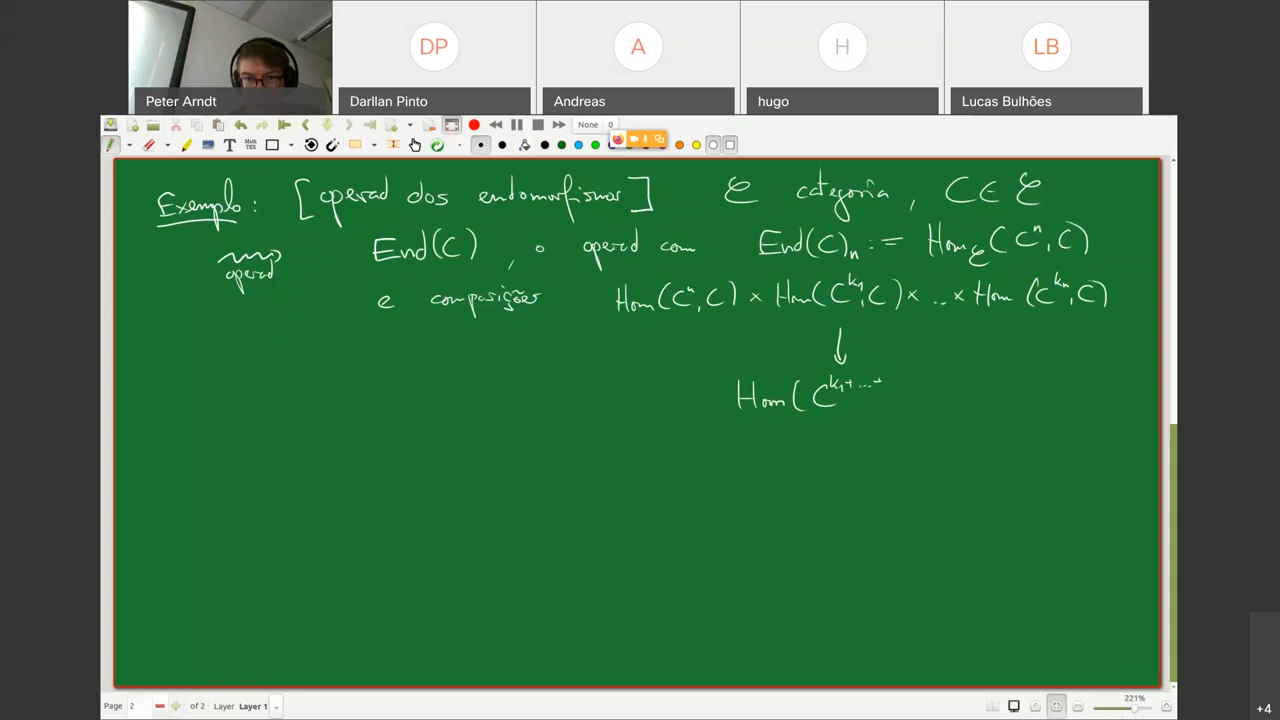 DP A H LB
Peter Arndt Darllan Pinto Andreas hugo Lucas Bulhões
None 0
Exemplo: [operad dos endomorfismos] 𝒞 categoria, C ∈ 𝒞
operad End(C), o operad com End(C)ₙ := Hom_𝒞(Cⁿ, C)
e composições Hom(Cⁿ, C) × Hom(C^{k₁}, C) × ... × Hom(C^{kₙ}, C)
↓
Hom(C^{k₁+...+
Page 2 of 2 Layer Layer 1 221%
+4